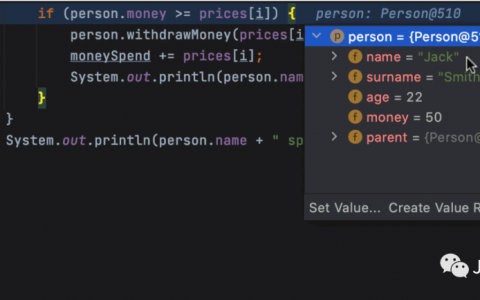 if (person.money >= prices[i]) { person: Person@510
person.withdrawMoney(prices[i
moneySpend += prices[i];
System.out.println(person.na
}
}
System.out.println(person.name + " sp
person = {Person@5
name = "Jack"
surname = "Smith
age = 22
money = 50
parent = {Person@
Set Value... Create Value R